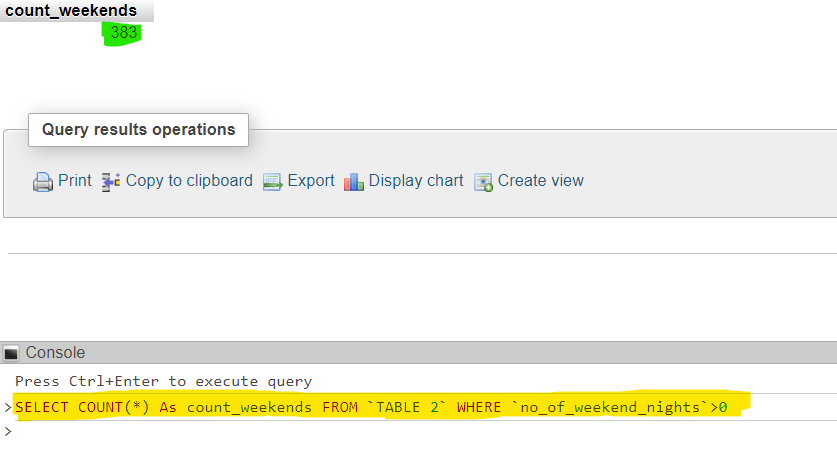 count_weekends
383
Query results operations
Print Copy to clipboard Export Display chart Create view
Console
Press Ctrl+Enter to execute query
>SELECT COUNT(*) As count_weekends FROM `TABLE 2` WHERE `no_of_weekend_nights`>0
>